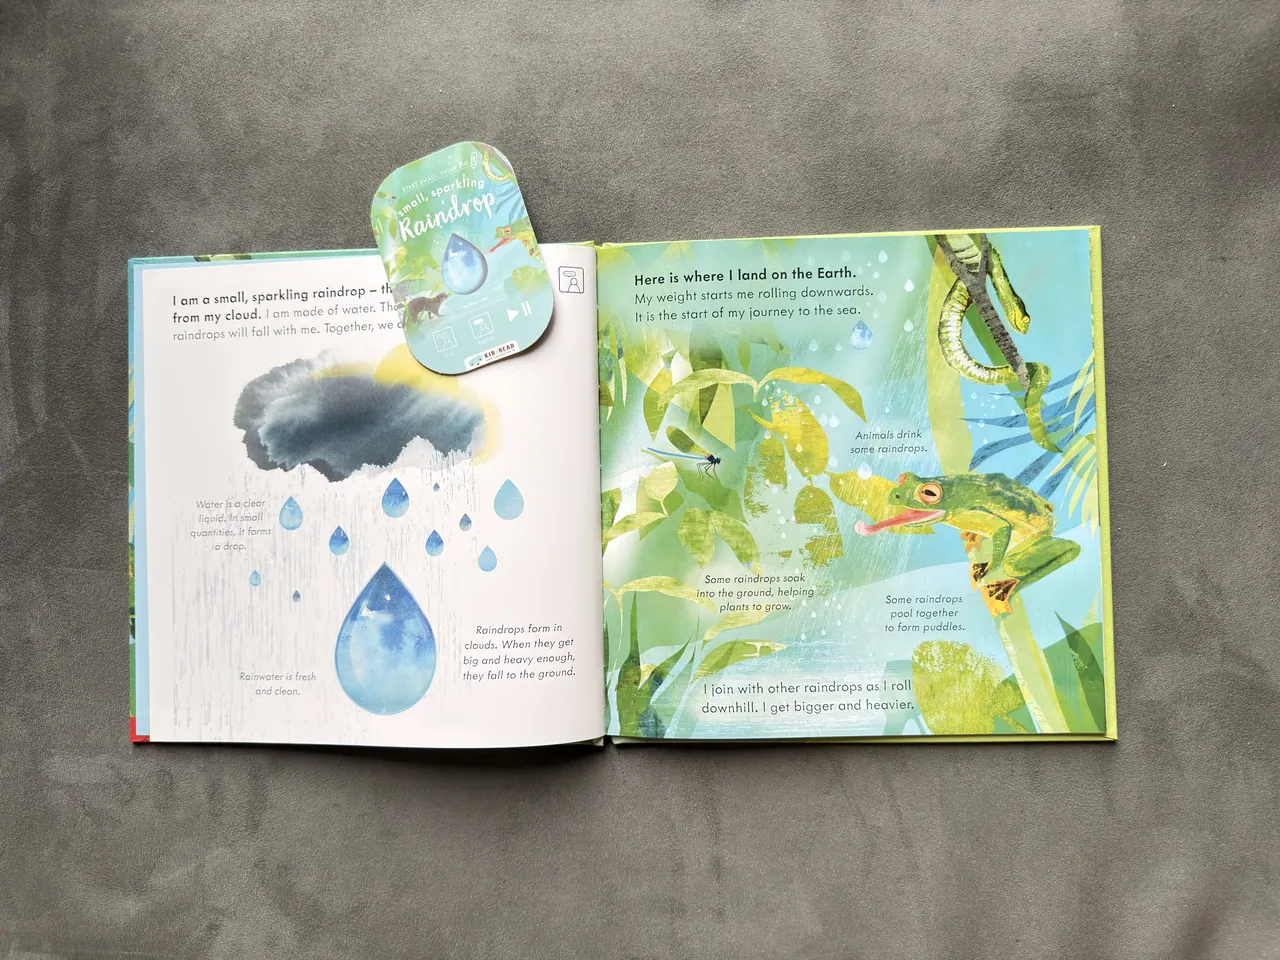 START SMALL, THINK BIG
small, sparkling
Raindrop
KID READ
I am a small, sparkling raindrop – th
from my cloud. I am made of water. Tho
raindrops will fall with me. Together, we
Water is a clear
liquid. In small
quantities, it forms
a drop.
Raindrops form in
clouds. When they get
big and heavy enough,
they fall to the ground.
Rainwater is fresh
and clean.
Here is where I land on the Earth.
My weight starts me rolling downwards.
It is the start of my journey to the sea.
Animals drink
some raindrops.
Some raindrops soak
into the ground, helping
plants to grow.
Some raindrops
pool together
to form puddles.
I join with other raindrops as I roll
downhill. I get bigger and heavier.